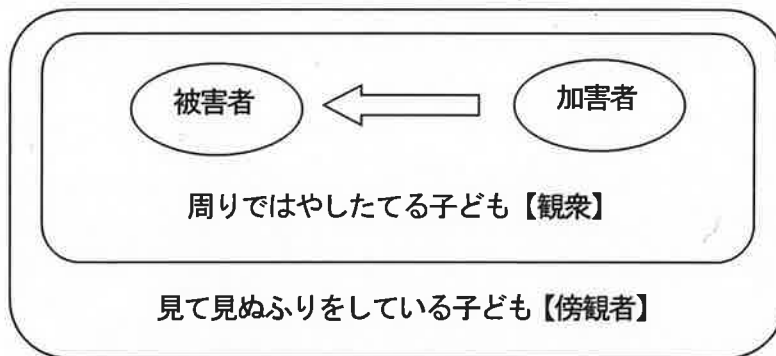 被害者
加害者
周りではやしたてる子ども【観衆】
見て見ぬふりをしている子ども【傍観者】